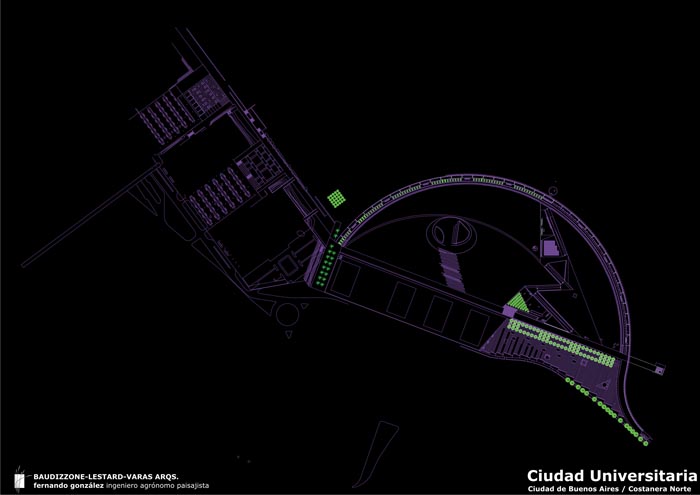 BAUDIZZONE-LESTARD-VARAS ARQS.
fernando gonzález ingeniero agrónomo paisajista
Ciudad Universitaria
Ciudad de Buenos Aires / Costanera Norte